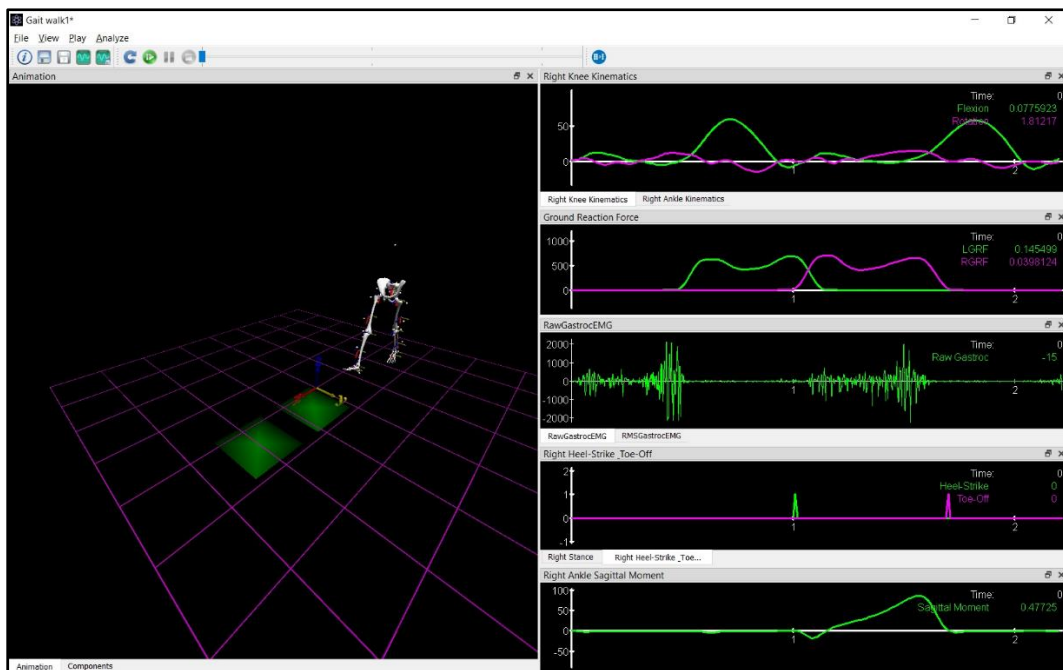 Gait walk1*
File View Play Analyze
Animation
Right Knee Kinematics
Time: 0
Flexion 0.0775923
Rotation 1.81217
50
0
1
2
Right Knee Kinematics Right Ankle Kinematics
Ground Reaction Force
Time: 0
LGRF 0.145499
RGRF 0.0398124
1000
500
0
1
2
RawGastrocEMG
Time: 0
Raw Gastroc -15
2000
1000
0
-1000
-2000
1
2
RawGastrocEMG RMSGastrocEMG
Right Heel-Strike _Toe-Off
Time: 0
Heel-Strike 0
Toe-Off 0
2
1
0
-1
1
2
Right Stance Right Heel-Strike _Toe...
Right Ankle Sagittal Moment
Time: 0
Sagittal Moment 0.47725
100
50
0
-50
1
2
Animation Components